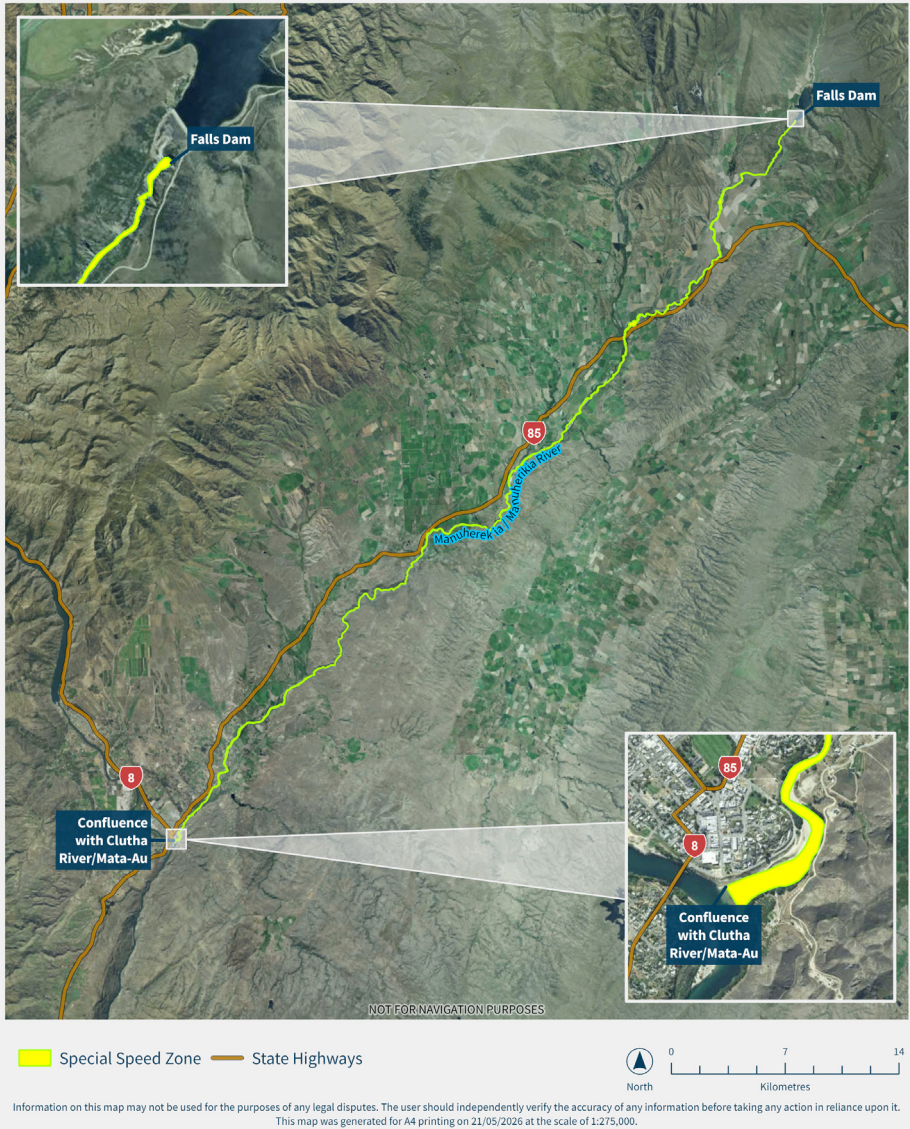 Falls Dam
Falls Dam
85
Manuherekia / Manuherikia River
8
Confluence
with Clutha
River/Mata-Au
85
8
Confluence
with Clutha
River/Mata-Au
NOT FOR NAVIGATION PURPOSES
Special Speed Zone
State Highways
North
0 7 14
Kilometres
Information on this map may not be used for the purposes of any legal disputes. The user should independently verify the accuracy of any information before taking any action in reliance upon it.
This map was generated for A4 printing on 21/05/2026 at the scale of 1:275,000.